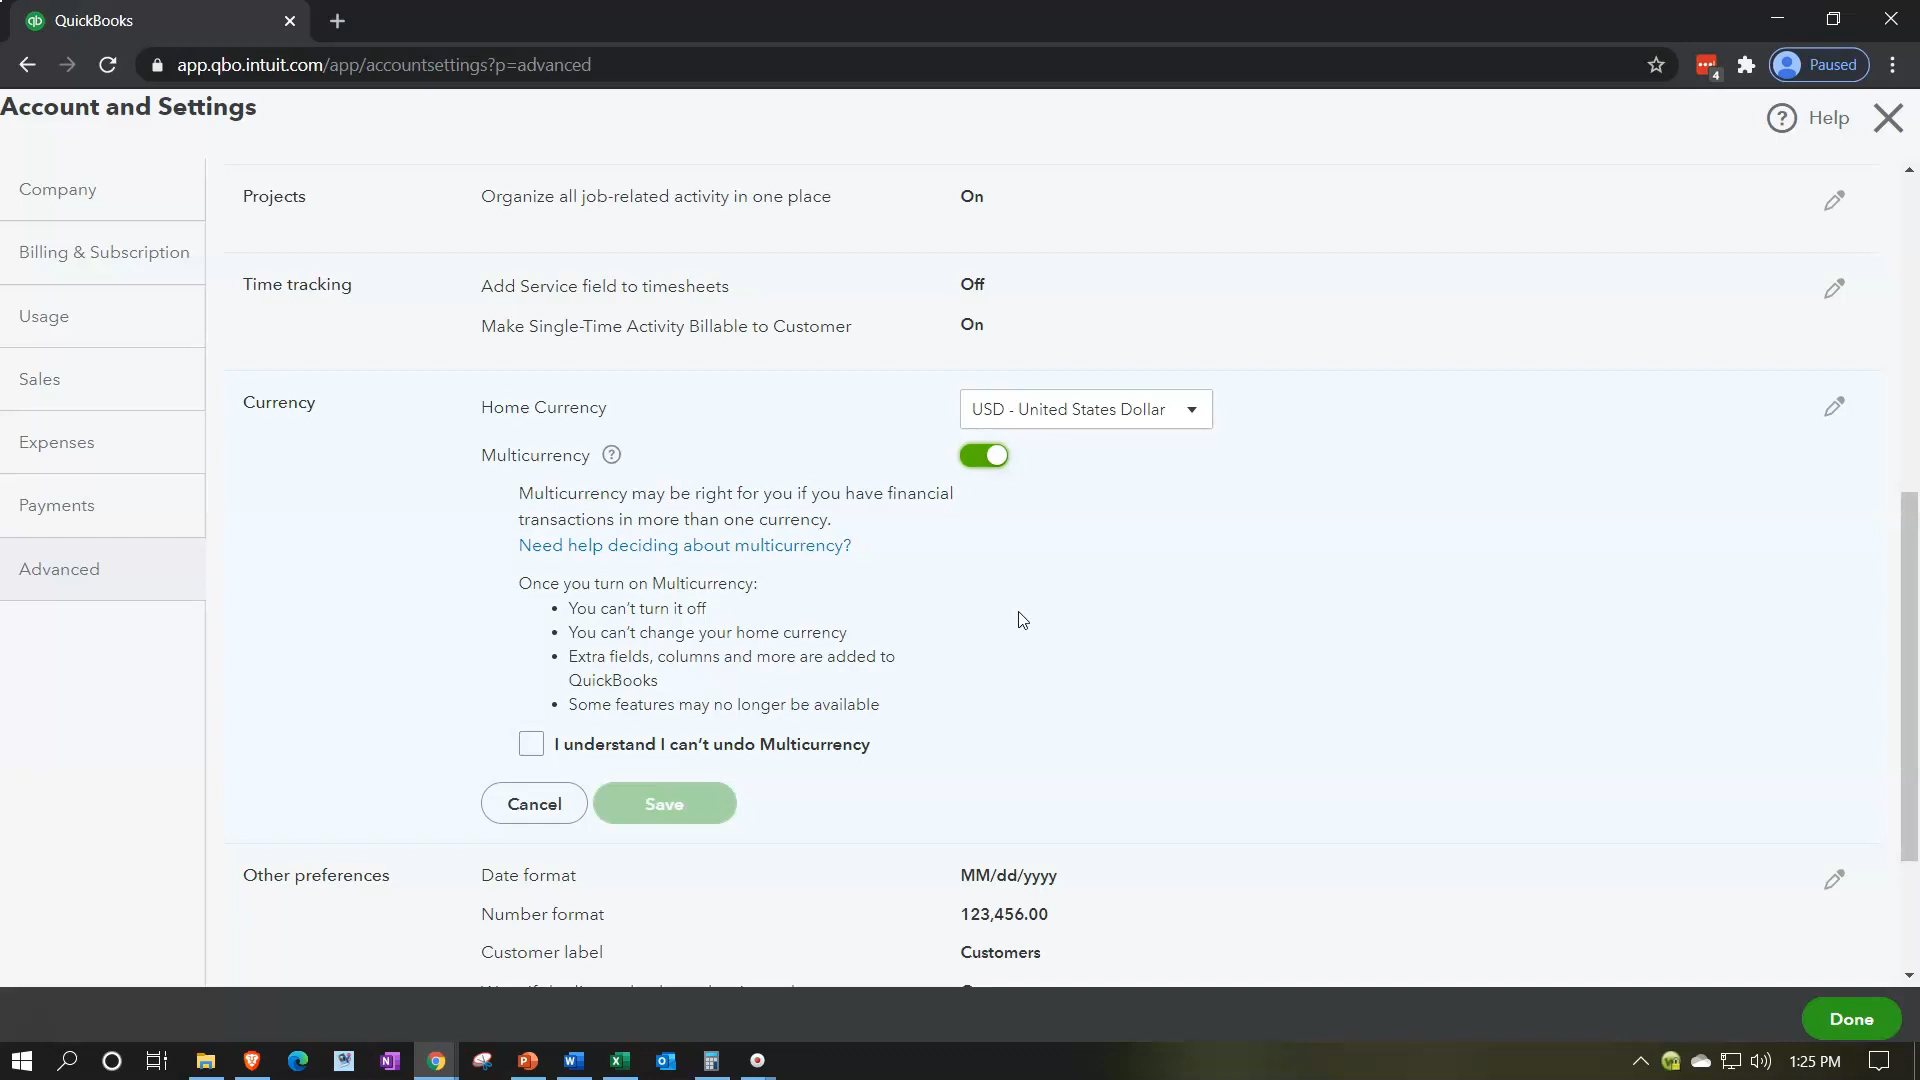 QuickBooks
app.qbo.intuit.com/app/accountsettings?p=advanced
4
Paused
Account and Settings
? Help
Company
Billing & Subscription
Usage
Sales
Expenses
Payments
Advanced
Projects
Organize all job-related activity in one place
On
Time tracking
Add Service field to timesheets
Off
Make Single-Time Activity Billable to Customer
On
Currency
Home Currency
USD - United States Dollar
Multicurrency ?
Multicurrency may be right for you if you have financial
transactions in more than one currency.
Need help deciding about multicurrency?
Once you turn on Multicurrency:
• You can't turn it off
• You can't change your home currency
• Extra fields, columns and more are added to
QuickBooks
• Some features may no longer be available
I understand I can't undo Multicurrency
Cancel
Save
Other preferences
Date format
MM/dd/yyyy
Number format
123,456.00
Customer label
Customers
Done
1:25 PM